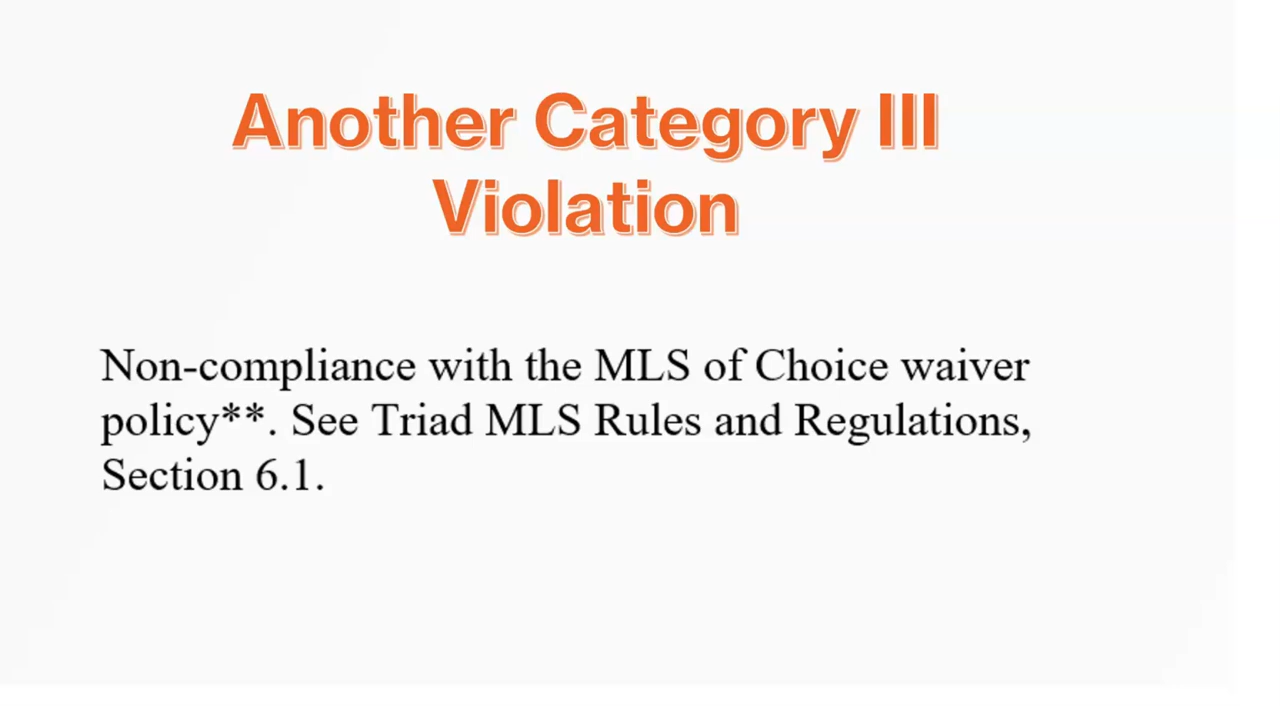 Another Category III
Violation
Non-compliance with the MLS of Choice waiver
policy**. See Triad MLS Rules and Regulations,
Section 6.1.